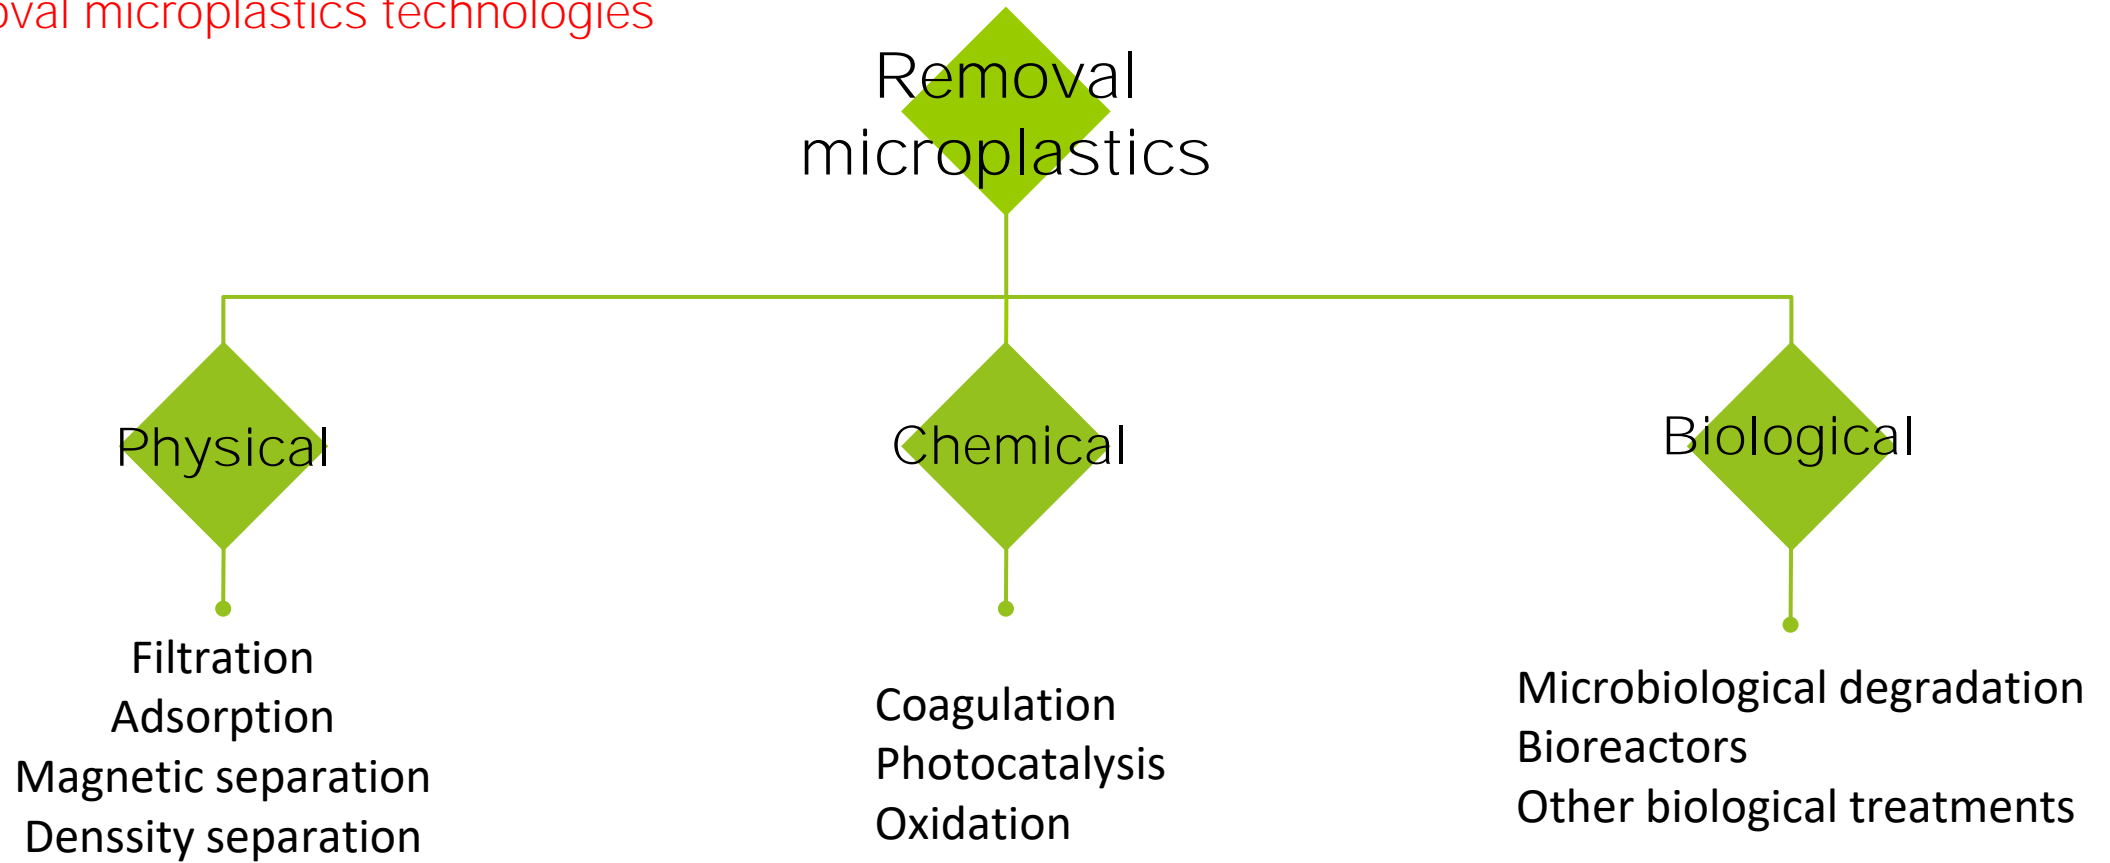 microplastics technologies
Removal
microplastics
Physical
Chemical
Biological
Filtration
Adsorption
Magnetic separation
Denssity separation
Coagulation
Photocatalysis
Oxidation
Microbiological degradation
Bioreactors
Other biological treatments